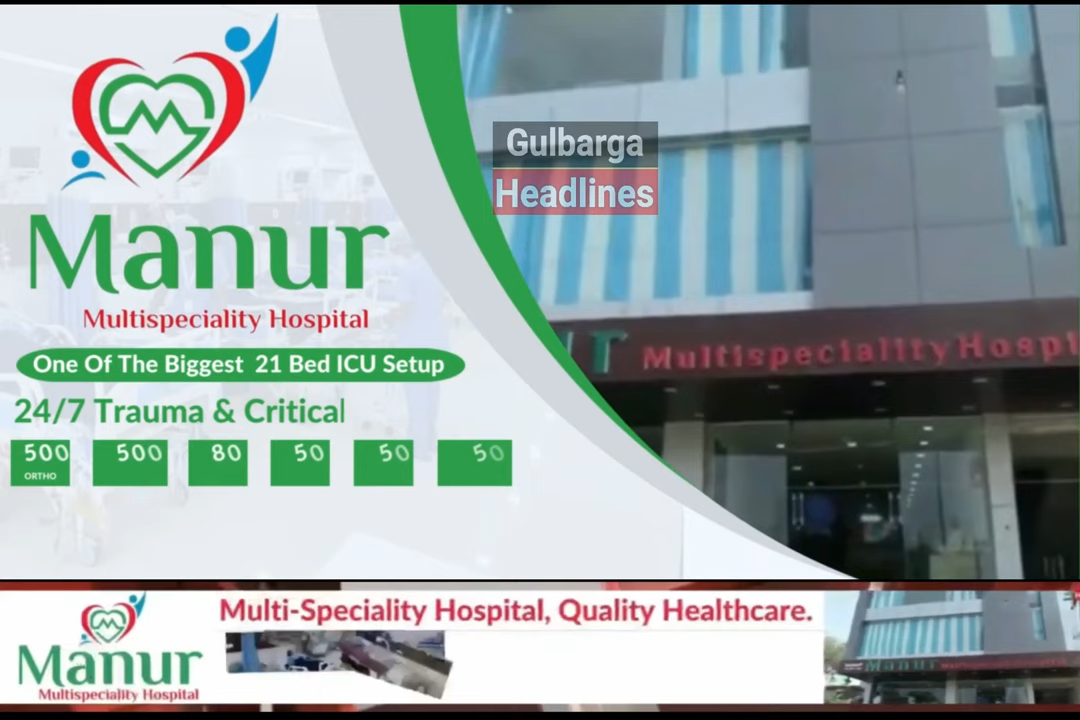 Manur
Multispeciality Hospital
One Of The Biggest 21 Bed ICU Setup
24/7 Trauma & Critical
500 500 80 50 50 50
ORTHO
Gulbarga
Headlines
Multispeciality Hospi
Multi-Speciality Hospital, Quality Healthcare.
Manur
Multispeciality Hospital
Manur